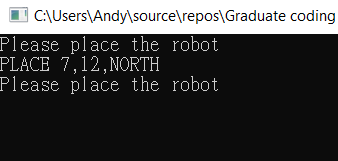 C:\Users\Andy\source\repos\Graduate coding
Please place the robot
PLACE 7,12,NORTH
Please place the robot